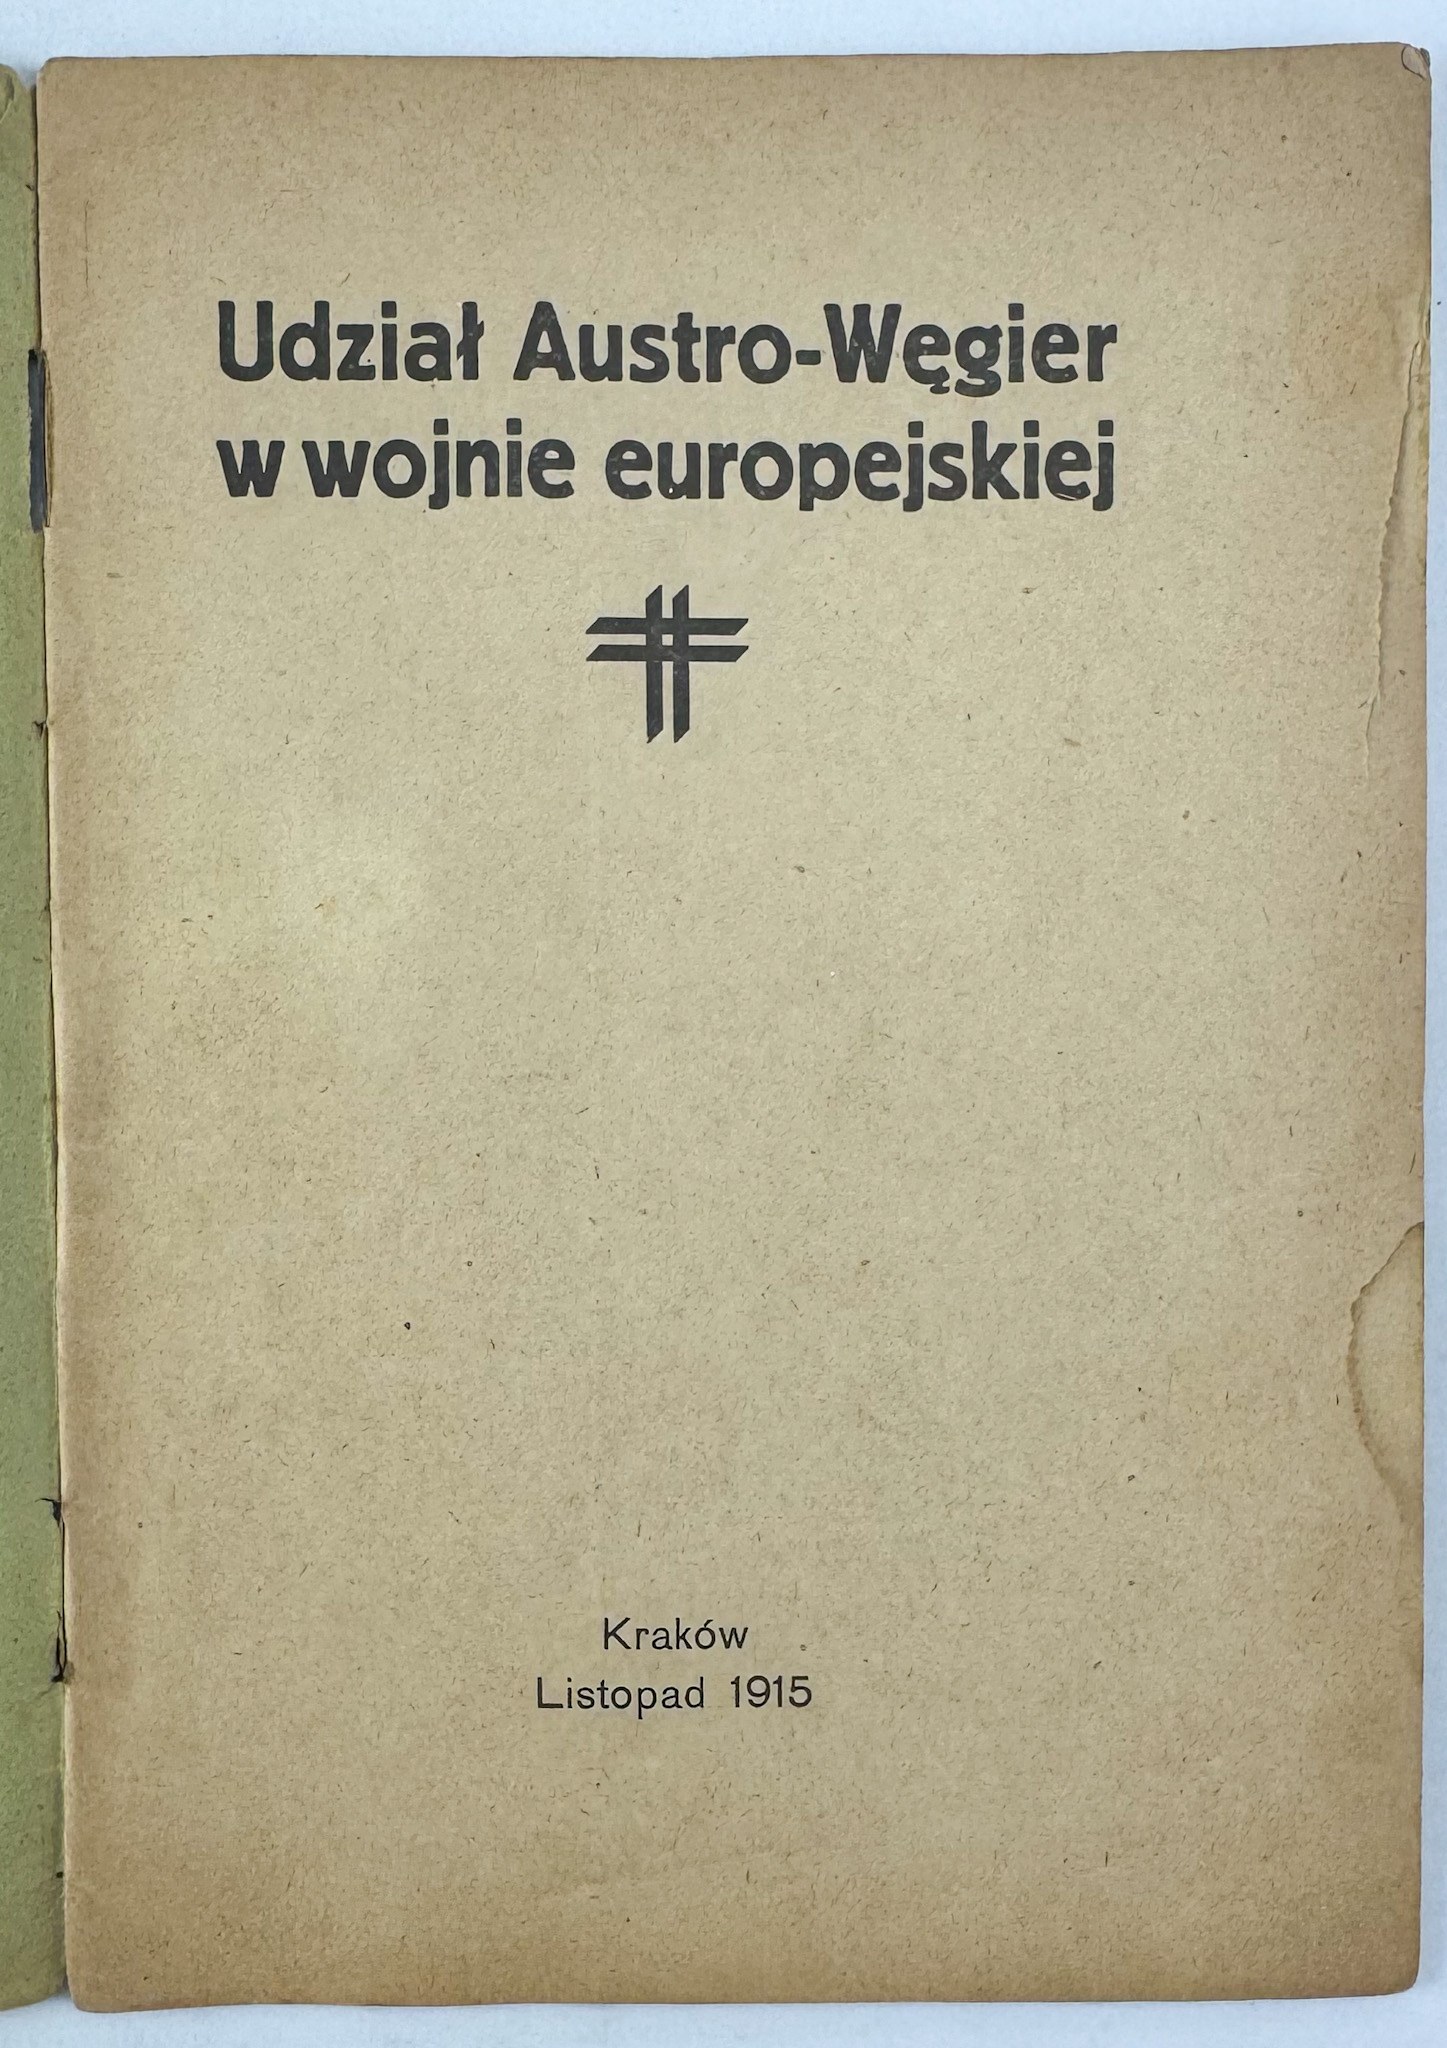 Udział Austro-Węgier
w wojnie europejskiej
Kraków
Listopad 1915